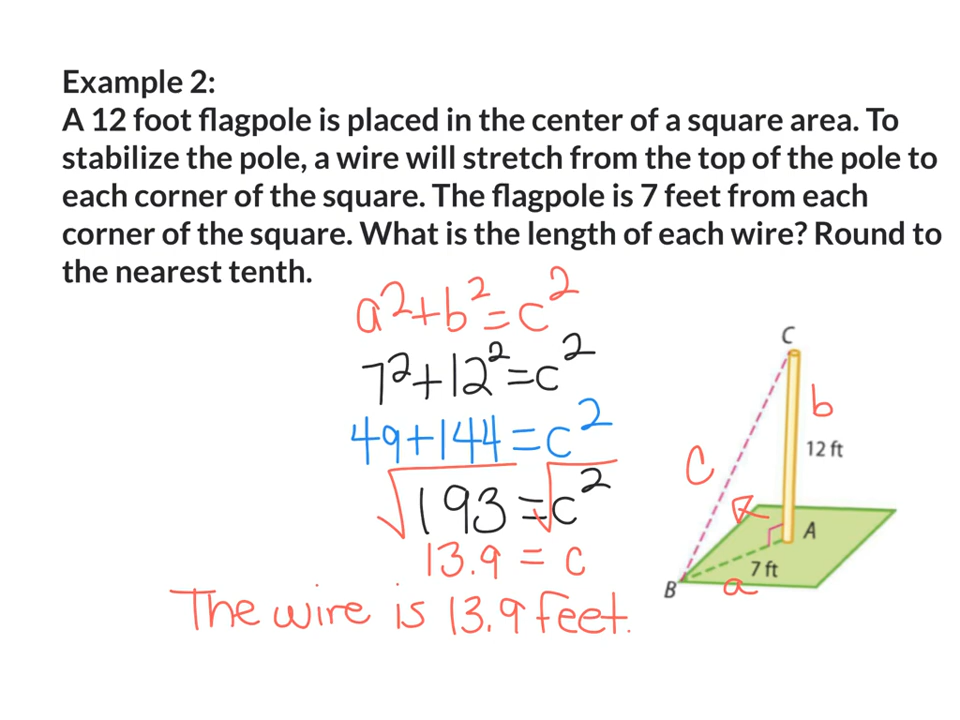 Example 2:
A 12 foot flagpole is placed in the center of a square area. To
stabilize the pole, a wire will stretch from the top of the pole to
each corner of the square. The flagpole is 7 feet from each
corner of the square. What is the length of each wire? Round to
the nearest tenth.
a²+b²=c²
7²+12²=c²
49+144=c²
√193=√c²
13.9=c
The wire is 13.9 feet.
C
b
12 ft
c
A
7 ft
B
a